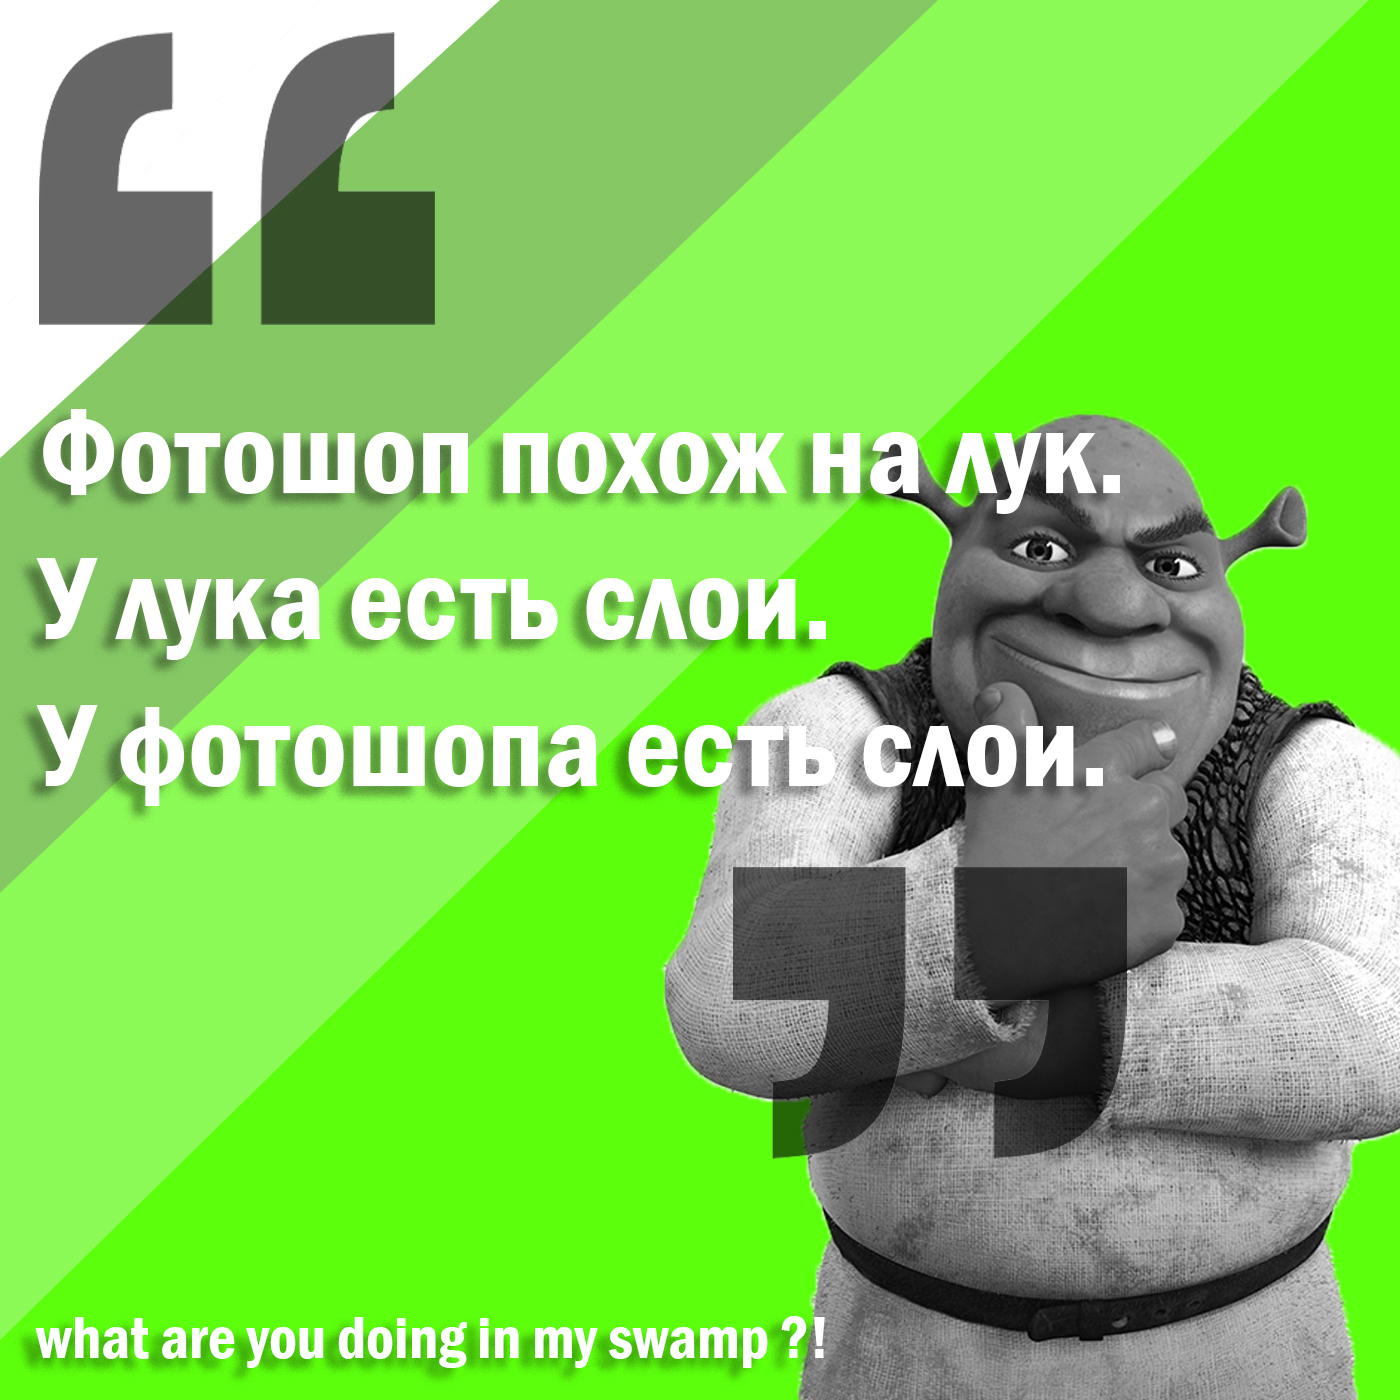 Фотошоп похож на лук.
У лука есть слои.
У фотошопа есть слои.
what are you doing in my swamp ?!